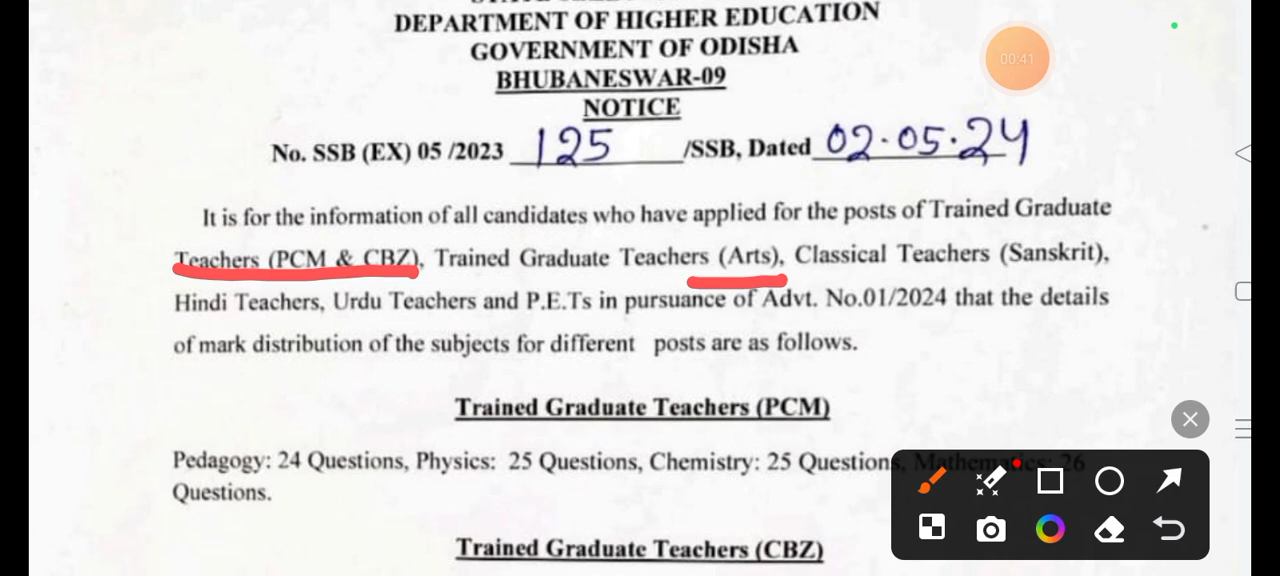 DEPARTMENT OF HIGHER EDUCATION
GOVERNMENT OF ODISHA
BHUBANESWAR-09
NOTICE
00:41
No. SSB (EX) 05 /2023 125 /SSB, Dated 02.05.24
It is for the information of all candidates who have applied for the posts of Trained Graduate
Teachers (PCM & CBZ), Trained Graduate Teachers (Arts), Classical Teachers (Sanskrit),
Hindi Teachers, Urdu Teachers and P.E.Ts in pursuance of Advt. No.01/2024 that the details
of mark distribution of the subjects for different posts are as follows.
Trained Graduate Teachers (PCM)
Pedagogy: 24 Questions, Physics: 25 Questions, Chemistry: 25 Questions, Mathematics: 26
Questions.
Trained Graduate Teachers (CBZ)